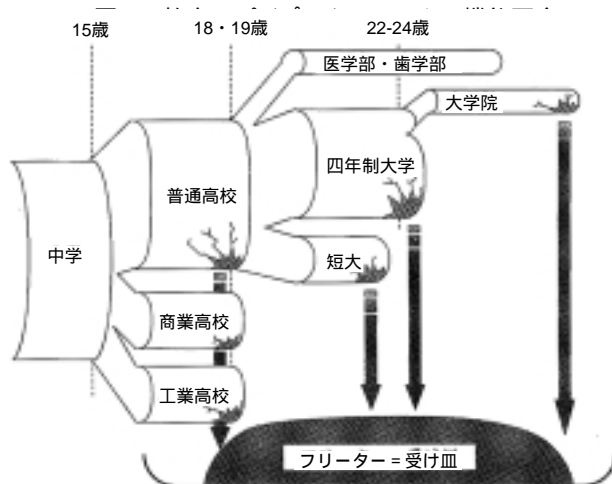 15歳
18・19歳
22-24歳
医学部・歯学部
大学院
普通高校
四年制大学
中学
短大
商業高校
工業高校
フリーター=受け皿